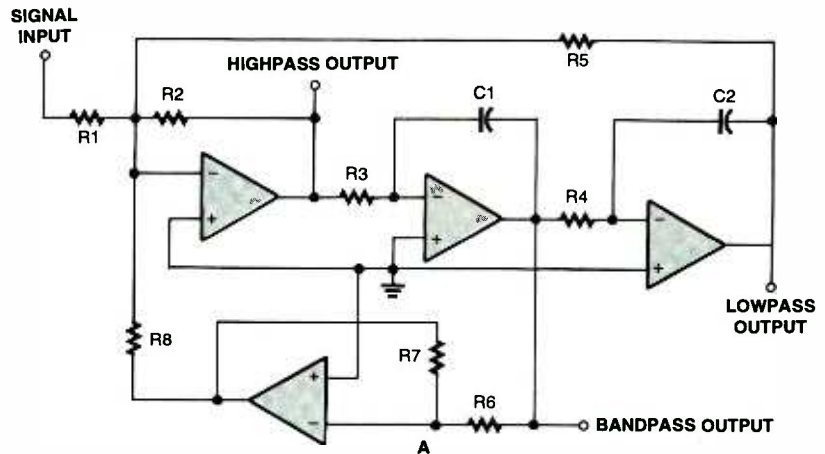 SIGNAL
INPUT
R5
HIGHPASS OUTPUT
C1
C2
R2
R1
−
+
R3
−
+
R4
−
+
LOWPASS
OUTPUT
R8
R7
+
−
R6
BANDPASS OUTPUT
A